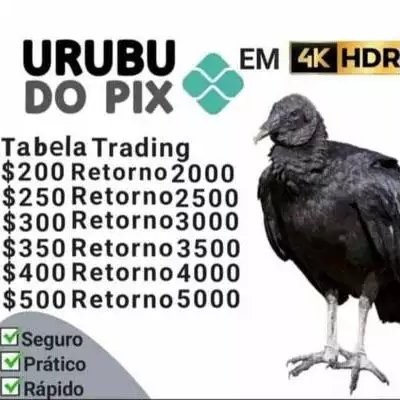 URUBU
DO PIX
EM 4K HDR
Tabela Trading
$200 Retorno 2000
$250 Retorno 2500
$300 Retorno 3000
$350 Retorno 3500
$400 Retorno 4000
$500 Retorno 5000
Seguro
Prático
Rápido